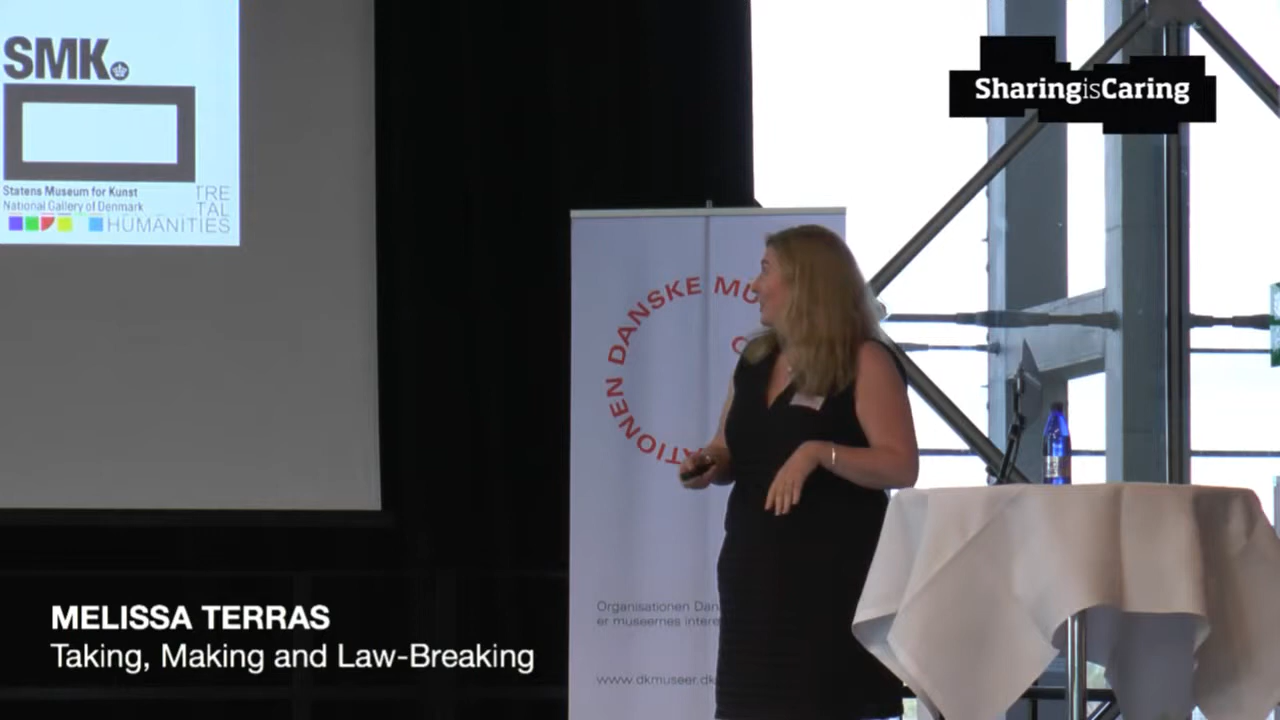 SMK
Statens Museum for Kunst
National Gallery of Denmark
TRE
TAL
HUMANITIES
SharingisCaring
DANSKE MU
Organisationen Dan
er museernes intere
www.dkmuseer.dk
MELISSA TERRAS
Taking, Making and Law-Breaking